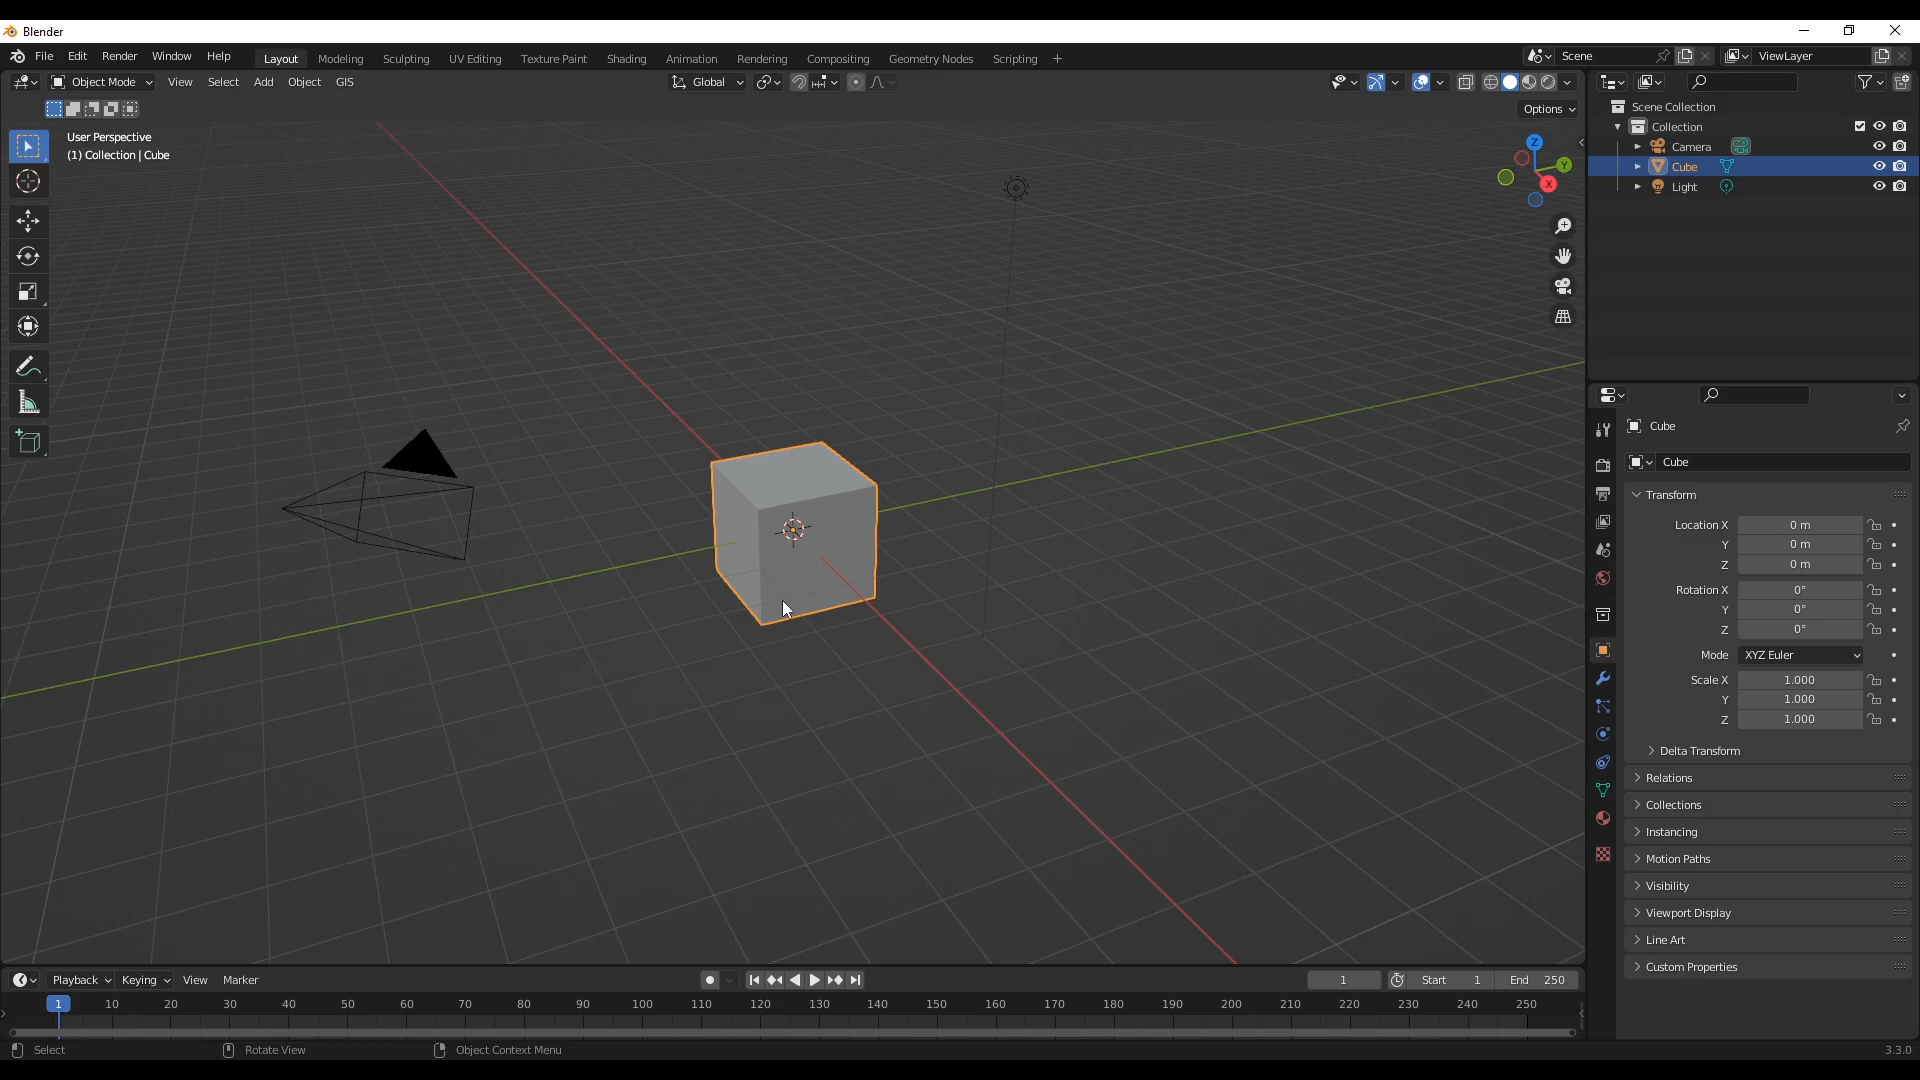 Blender
File Edit Render Window Help Layout Modeling Sculpting UV Editing Texture Paint Shading Animation Rendering Compositing Geometry Nodes Scripting + Scene ViewLayer
Object Mode View Select Add Object GIS Global
Options
User Perspective
(1) Collection | Cube
Z
Y
X
Scene Collection
Collection
Camera
Cube
Light
Cube
Cube
Transform
Location X 0 m
Y 0 m
Z 0 m
Rotation X 0°
Y 0°
Z 0°
Mode XYZ Euler
Scale X 1.000
Y 1.000
Z 1.000
Delta Transform
Relations
Collections
Instancing
Motion Paths
Visibility
Viewport Display
Line Art
Custom Properties
Playback Keying View Marker 1 Start 1 End 250
1 10 20 30 40 50 60 70 80 90 100 110 120 130 140 150 160 170 180 190 200 210 220 230 240 250
Select Rotate View Object Context Menu 3.3.0